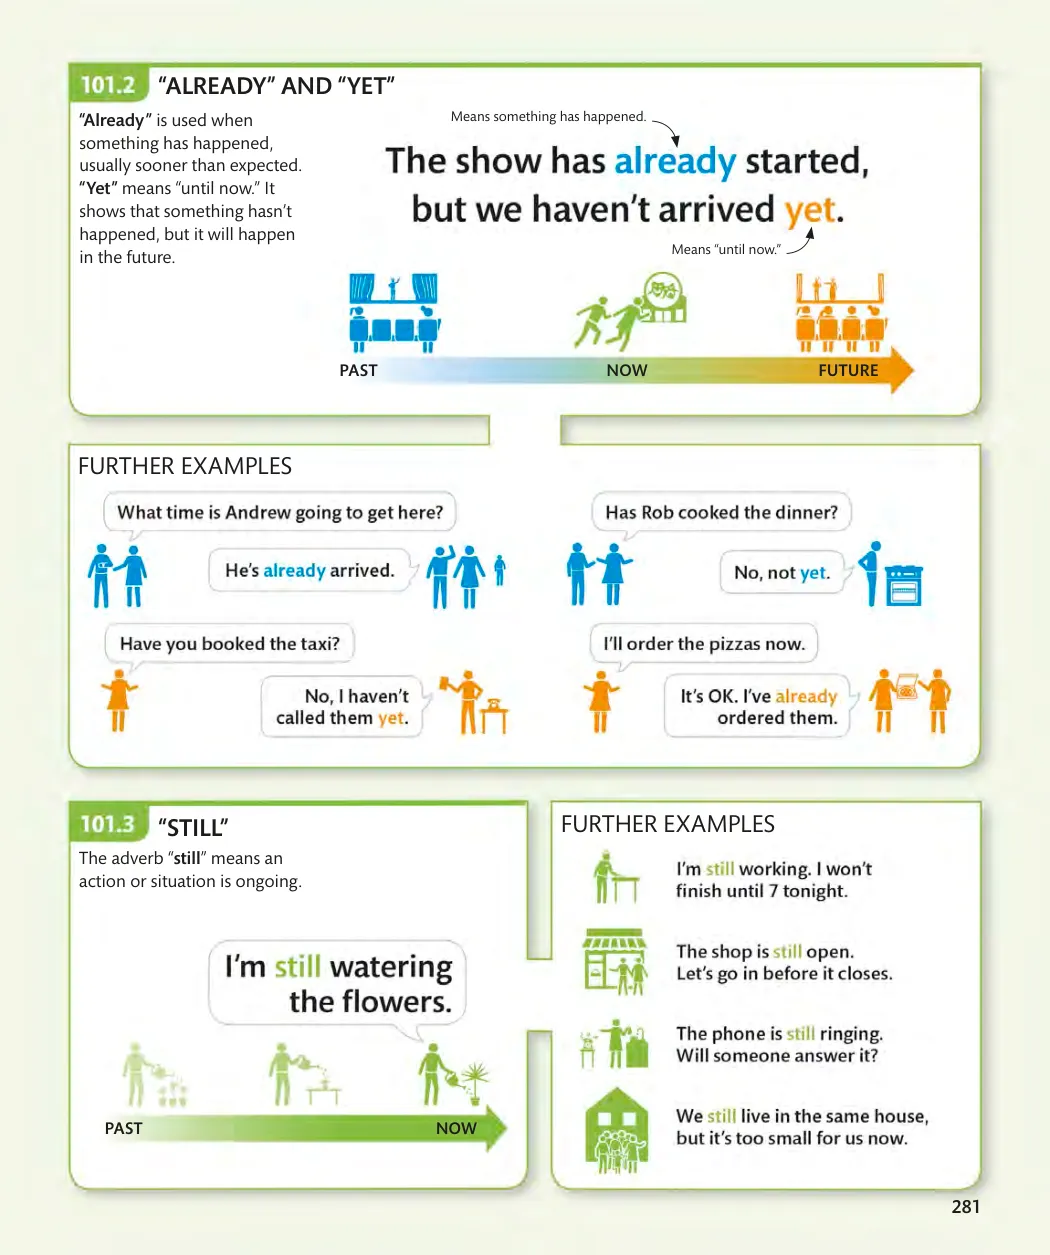 101.2 “ALREADY” AND “YET”
“Already” is used when
something has happened,
usually sooner than expected.
“Yet” means “until now.” It
shows that something hasn’t
happened, but it will happen
in the future.
Means something has happened.
The show has already started,
but we haven’t arrived yet.
Means “until now.”
PAST
NOW
FUTURE
FURTHER EXAMPLES
What time is Andrew going to get here?
He’s already arrived.
Has Rob cooked the dinner?
No, not yet.
Have you booked the taxi?
No, I haven’t
called them yet.
I’ll order the pizzas now.
It’s OK. I’ve already
ordered them.
101.3 “STILL”
The adverb “still” means an
action or situation is ongoing.
I’m still watering
the flowers.
PAST
NOW
FURTHER EXAMPLES
I’m still working. I won’t
finish until 7 tonight.
The shop is still open.
Let’s go in before it closes.
The phone is still ringing.
Will someone answer it?
We still live in the same house,
but it’s too small for us now.
281